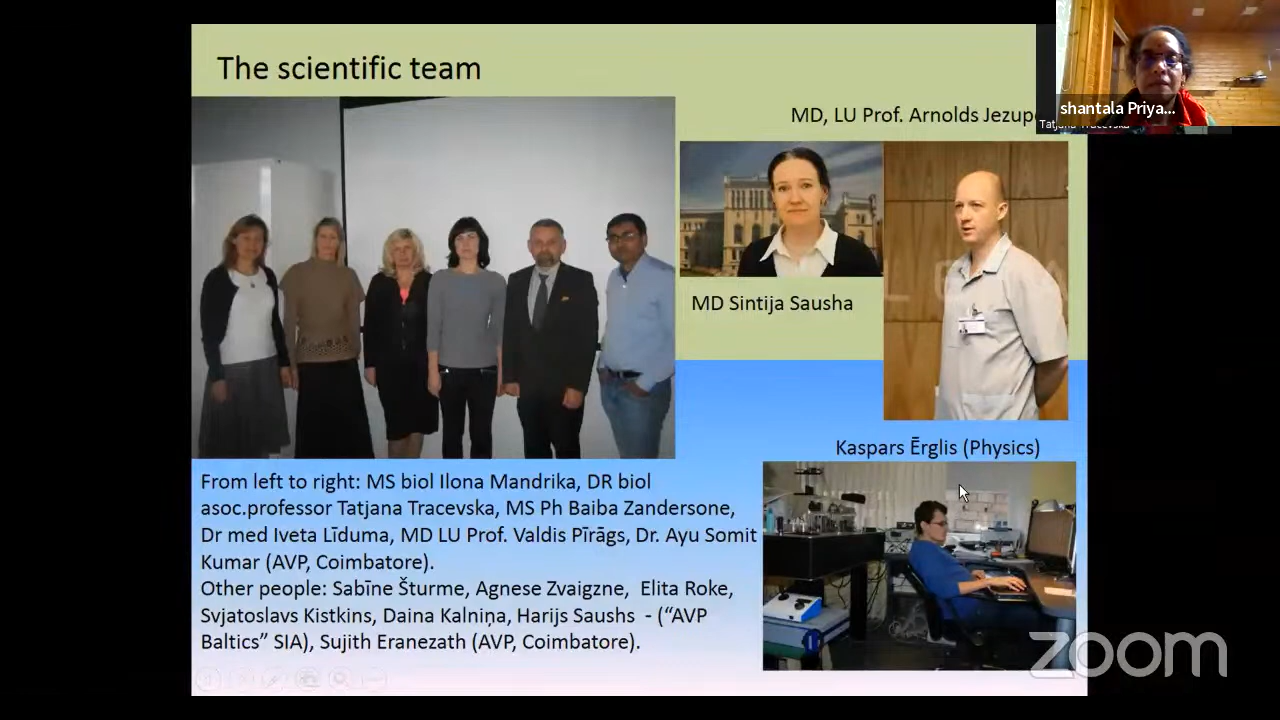 The scientific team
MD, LU Prof. Arnolds Jezup
shantala Priya...
Tatjana Tracevska
MD Sintija Sausha
Kaspars Ērglis (Physics)
From left to right: MS biol Ilona Mandrika, DR biol
asoc.professor Tatjana Tracevska, MS Ph Baiba Zandersone,
Dr med Iveta Līduma, MD LU Prof. Valdis Pīrāgs, Dr. Ayu Somit
Kumar (AVP, Coimbatore).
Other people: Sabīne Šturme, Agnese Zvaigzne, Elita Roke,
Svjatoslavs Kistkins, Daina Kalniņa, Harijs Saushs - (“AVP
Baltics” SIA), Sujith Eranezath (AVP, Coimbatore).
zoom